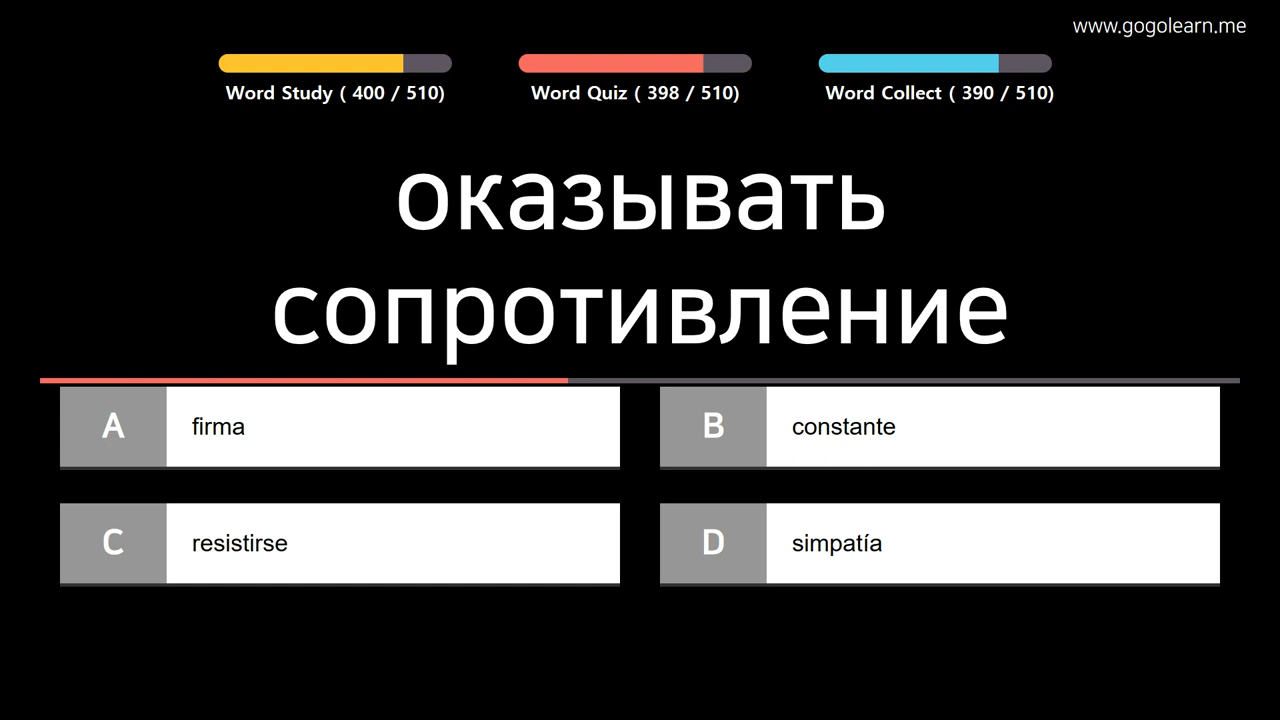 www.gogolearn.me
Word Study ( 400 / 510)
Word Quiz ( 398 / 510)
Word Collect ( 390 / 510)
оказывать
сопротивление
A firma
B constante
C resistirse
D simpatía